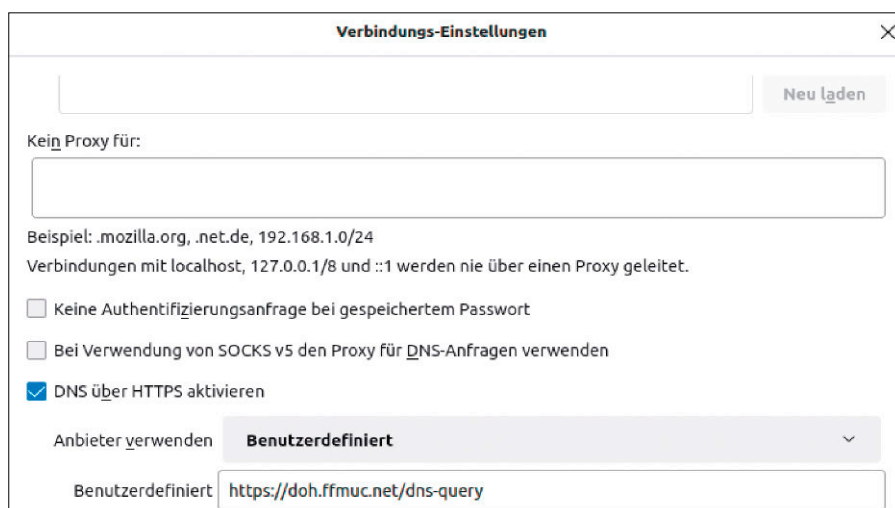 Verbindungs-Einstellungen
Neu laden
Kein Proxy für:
Beispiel: .mozilla.org, .net.de, 192.168.1.0/24
Verbindungen mit localhost, 127.0.0.1/8 und ::1 werden nie über einen Proxy geleitet.
Keine Authentifizierungsanfrage bei gespeichertem Passwort
Bei Verwendung von SOCKS v5 den Proxy für DNS-Anfragen verwenden
DNS über HTTPS aktivieren
Anbieter verwenden Benutzerdefiniert
Benutzerdefiniert https://doh.ffmuc.net/dns-query